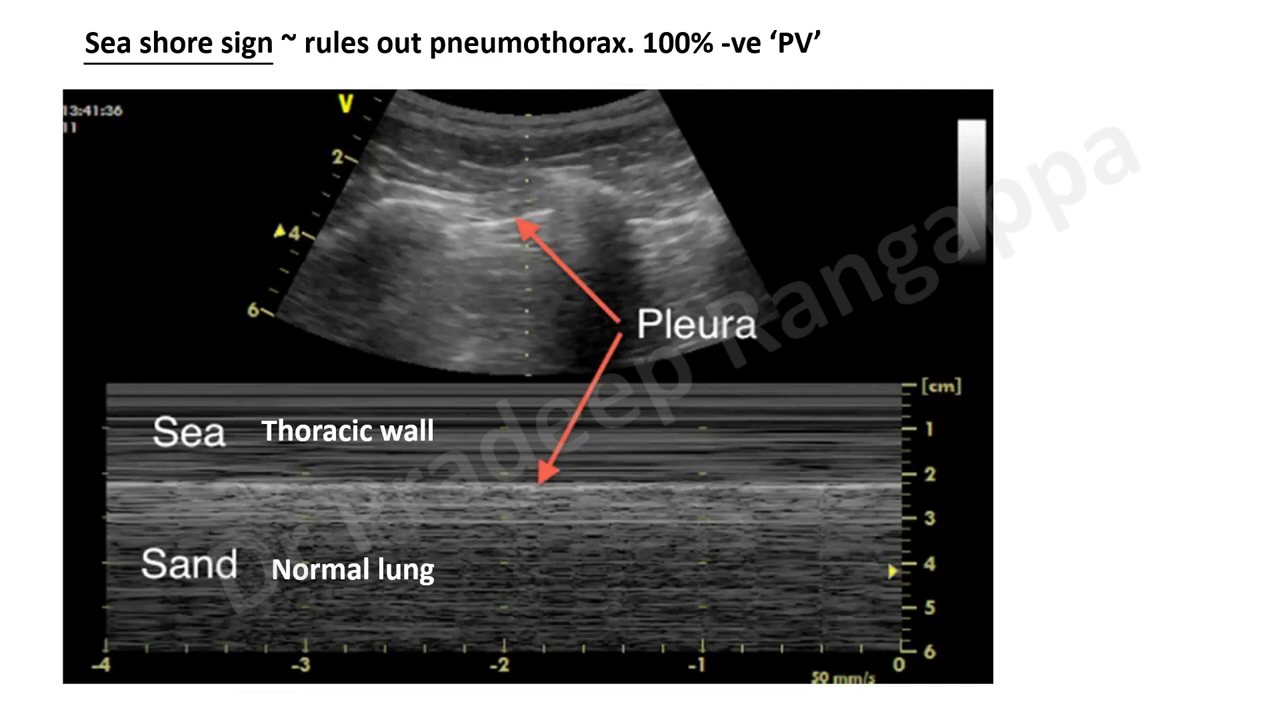 Sea shore sign ~ rules out pneumothorax. 100% -ve ‘PV’
13:41:36
11
V
2
4
6
Pleura
[cm]
Sea Thoracic wall
1
2
3
Sand Normal lung
4
5
6
-4 -3 -2 -1 0
50 mm/s
Dr Pradeep Rangappa